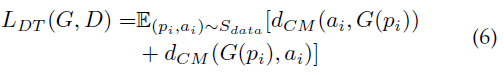 L_{DT}(G, D) =𝔼_{(p_i,a_i)∼S_{data}}[d_{CM}(a_i, G(p_i)) (6)
+ d_{CM}(G(p_i), a_i)]